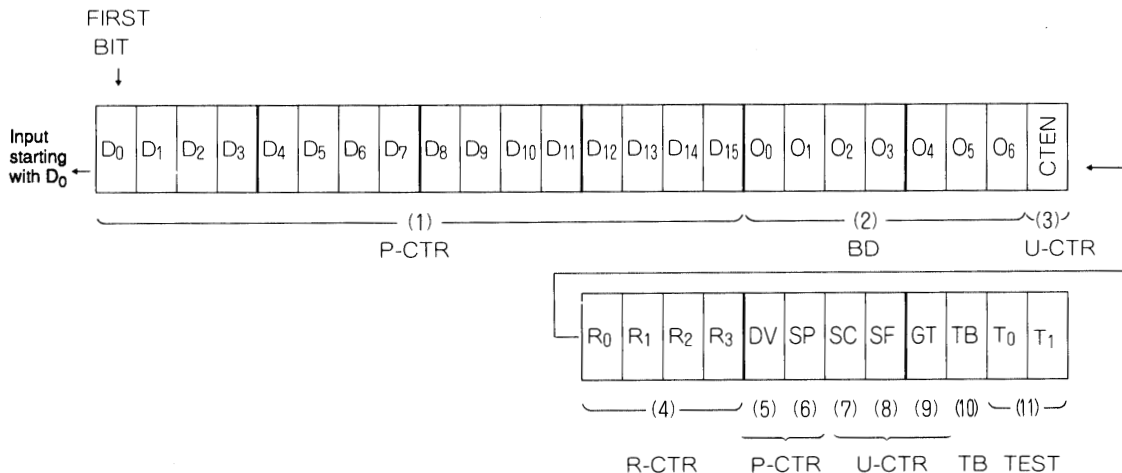 FIRST
BIT
↓
Input
starting
with D₀ ←
D₀ D₁ D₂ D₃ D₄ D₅ D₆ D₇ D₈ D₉ D₁₀ D₁₁ D₁₂ D₁₃ D₁₄ D₁₅ O₀ O₁ O₂ O₃ O₄ O₅ O₆ CTEN
(1) (2) (3)
P-CTR BD U-CTR
R₀ R₁ R₂ R₃ DV SP SC SF GT TB T₀ T₁
(4) (5) (6) (7) (8) (9) (10) (11)
R-CTR P-CTR U-CTR TB TEST